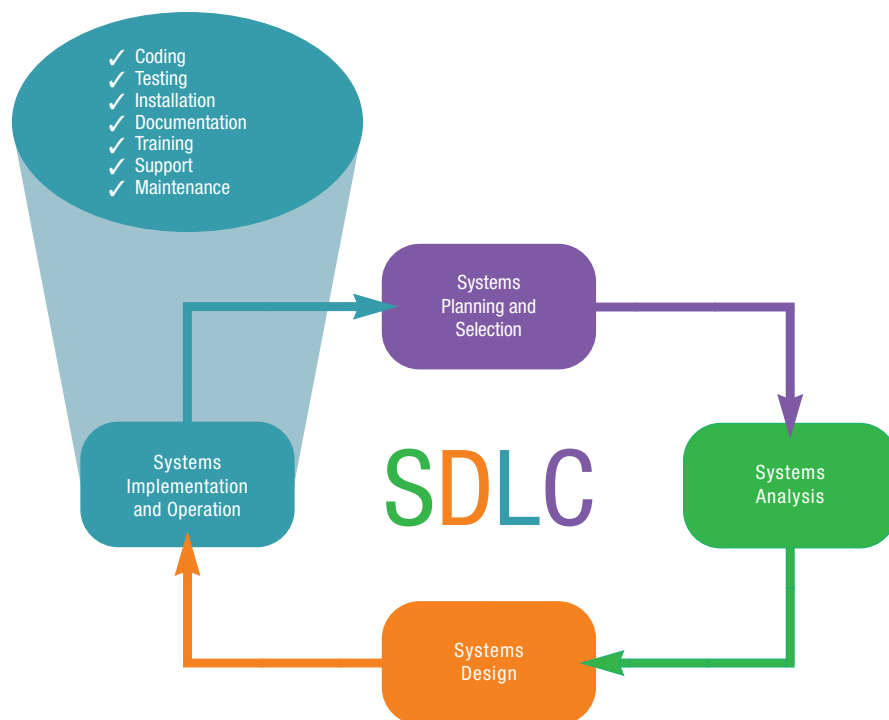 ✓ Coding
✓ Testing
✓ Installation
✓ Documentation
✓ Training
✓ Support
✓ Maintenance
Systems
Planning and
Selection
Systems
Implementation
and Operation
SDLC
Systems
Analysis
Systems
Design